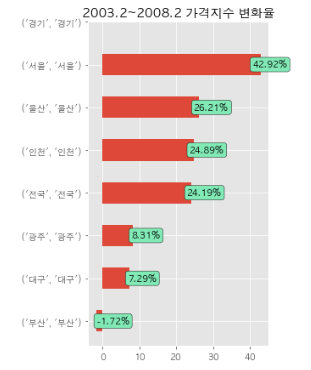 2003.2~2008.2 가격지수 변화율
('경기', '경기')
('서울', '서울')
42.92%
('울산', '울산')
26.21%
('인천', '인천')
24.89%
('전국', '전국')
24.19%
('광주', '광주')
8.31%
('대구', '대구')
7.29%
('부산', '부산')
-1.72%
0 10 20 30 40